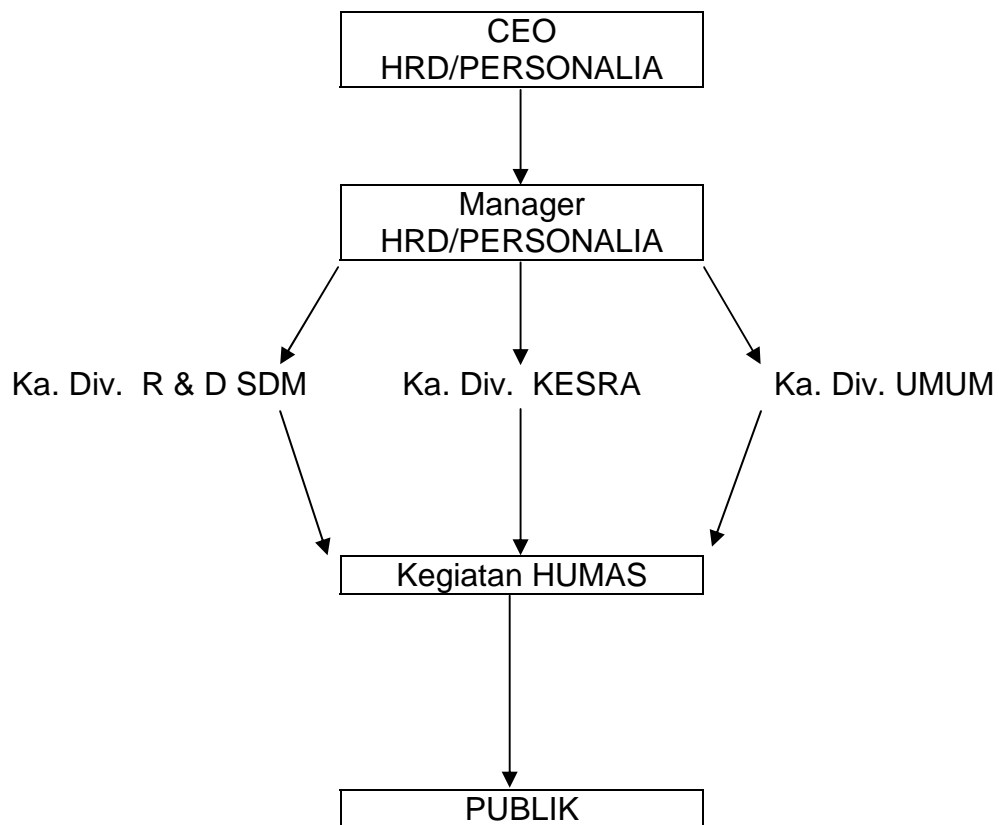 CEO
HRD/PERSONALIA
Manager
HRD/PERSONALIA
Ka. Div. R & D SDM
Ka. Div. KESRA
Ka. Div. UMUM
Kegiatan HUMAS
PUBLIK